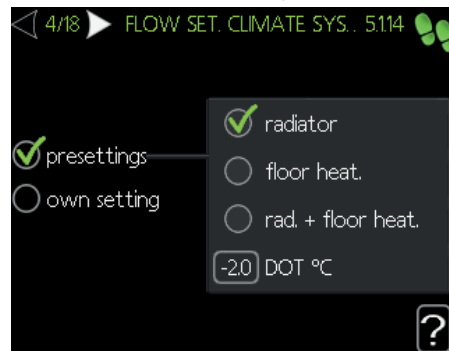 4/18 FLOW SET. CLIMATE SYS.. 5.1.14
presettings
own setting
radiator
floor heat.
rad. + floor heat.
-2.0 DOT °C
?